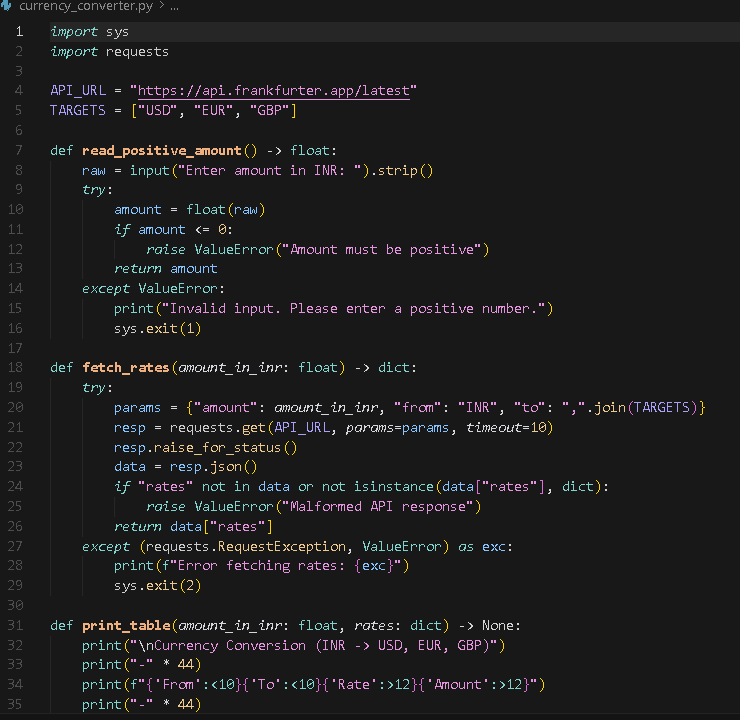 currency_converter.py > ...
1 import sys
2 import requests
3
4 API_URL = "https://api.frankfurter.app/latest"
5 TARGETS = ["USD", "EUR", "GBP"]
6
7 def read_positive_amount() -> float:
8     raw = input("Enter amount in INR: ").strip()
9     try:
10         amount = float(raw)
11         if amount <= 0:
12             raise ValueError("Amount must be positive")
13         return amount
14     except ValueError:
15         print("Invalid input. Please enter a positive number.")
16         sys.exit(1)
17
18 def fetch_rates(amount_in_inr: float) -> dict:
19     try:
20         params = {"amount": amount_in_inr, "from": "INR", "to": ",".join(TARGETS)}
21         resp = requests.get(API_URL, params=params, timeout=10)
22         resp.raise_for_status()
23         data = resp.json()
24         if "rates" not in data or not isinstance(data["rates"], dict):
25             raise ValueError("Malformed API response")
26         return data["rates"]
27     except (requests.RequestException, ValueError) as exc:
28         print(f"Error fetching rates: {exc}")
29         sys.exit(2)
30
31 def print_table(amount_in_inr: float, rates: dict) -> None:
32     print("\nCurrency Conversion (INR -> USD, EUR, GBP)")
33     print("-" * 44)
34     print(f"{'From':<10}{'To':<10}{'Rate':>12}{'Amount':>12}")
35     print("-" * 44)